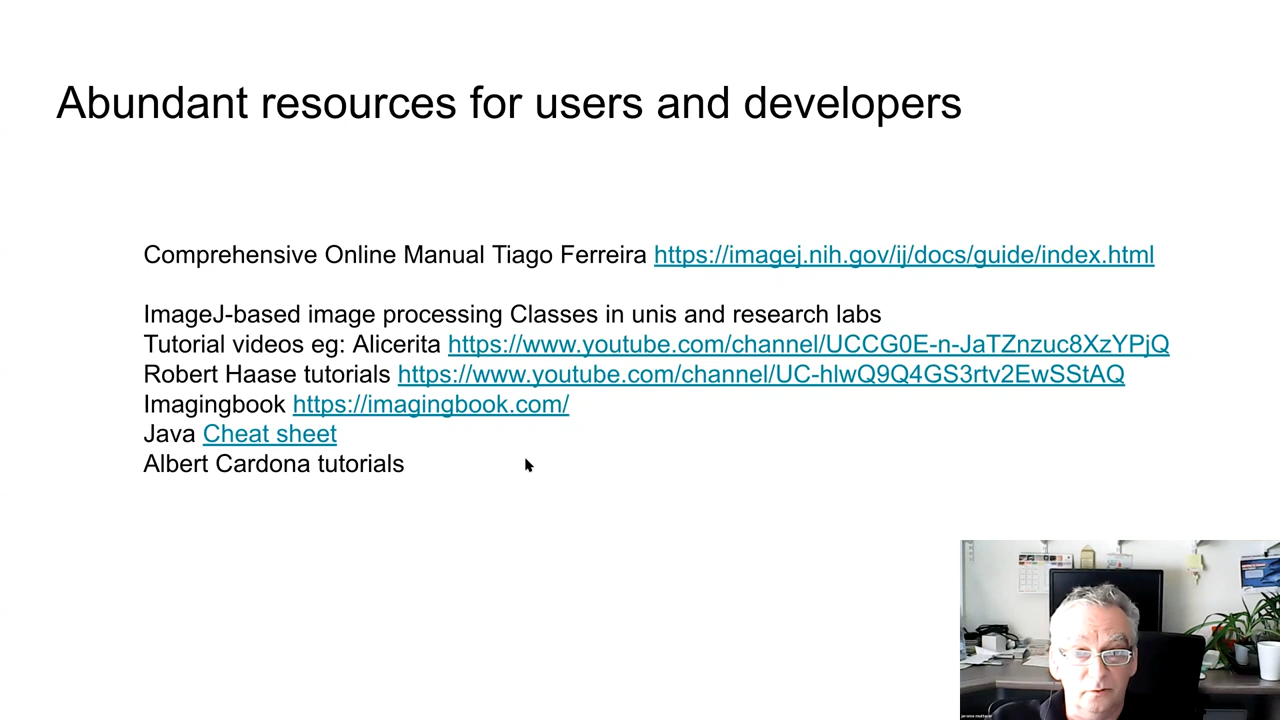 Abundant resources for users and developers
Comprehensive Online Manual Tiago Ferreira https://imagej.nih.gov/ij/docs/guide/index.html
ImageJ-based image processing Classes in unis and research labs
Tutorial videos eg: Alicerita https://www.youtube.com/channel/UCCG0E-n-JaTZnzuc8XzYPjQ
Robert Haase tutorials https://www.youtube.com/channel/UC-hlwQ9Q4GS3rtv2EwSStAQ
Imagingbook https://imagingbook.com/
Java Cheat sheet
Albert Cardona tutorials